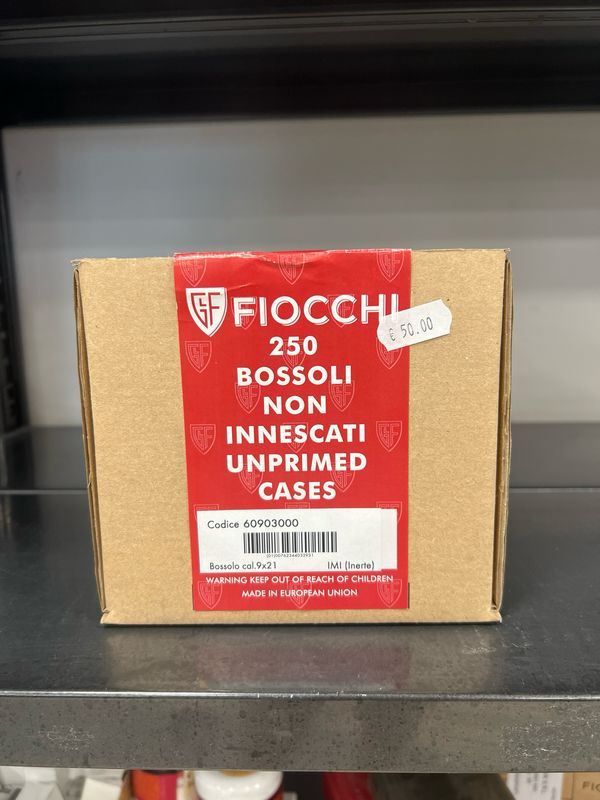 GF FIOCCHI
€ 50.00
250
BOSSOLI
NON
INNESCATI
UNPRIMED
CASES
Codice 60903000
Bossolo cal.9x21 IMI (Inerte)
WARNING KEEP OUT OF REACH OF CHILDREN
MADE IN EUROPEAN UNION